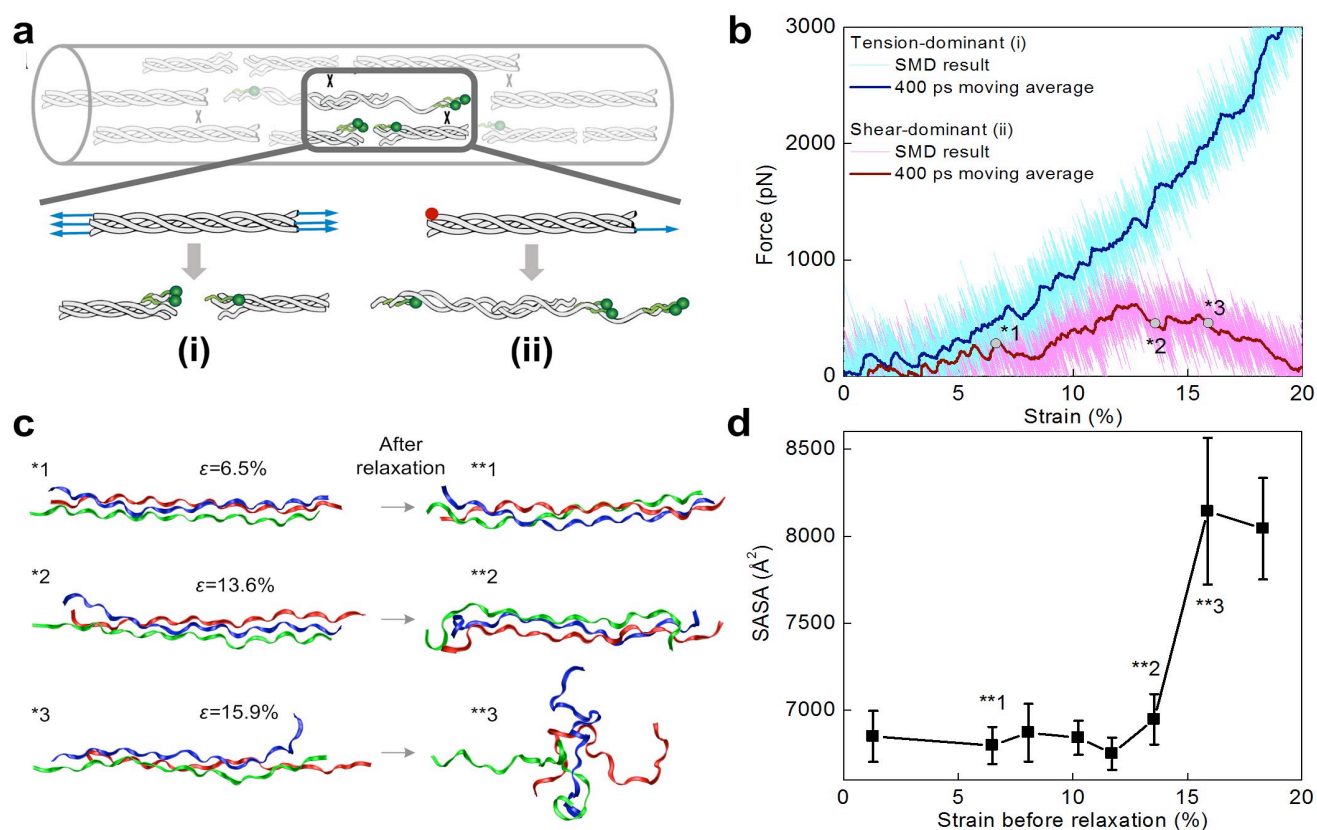 a
X
X
X
X
(i)
(ii)
b
3000
2000
1000
0
Force (pN)
Tension-dominant (i)
SMD result
400 ps moving average
Shear-dominant (ii)
SMD result
400 ps moving average
*1
*2
*3
0
5
10
15
20
Strain (%)
c
*1
ε=6.5%
After
relaxation
**1
*2
ε=13.6%
**2
*3
ε=15.9%
**3
d
8500
8000
7500
7000
SASA (Å²)
**1
**2
**3
0
5
10
15
20
Strain before relaxation (%)